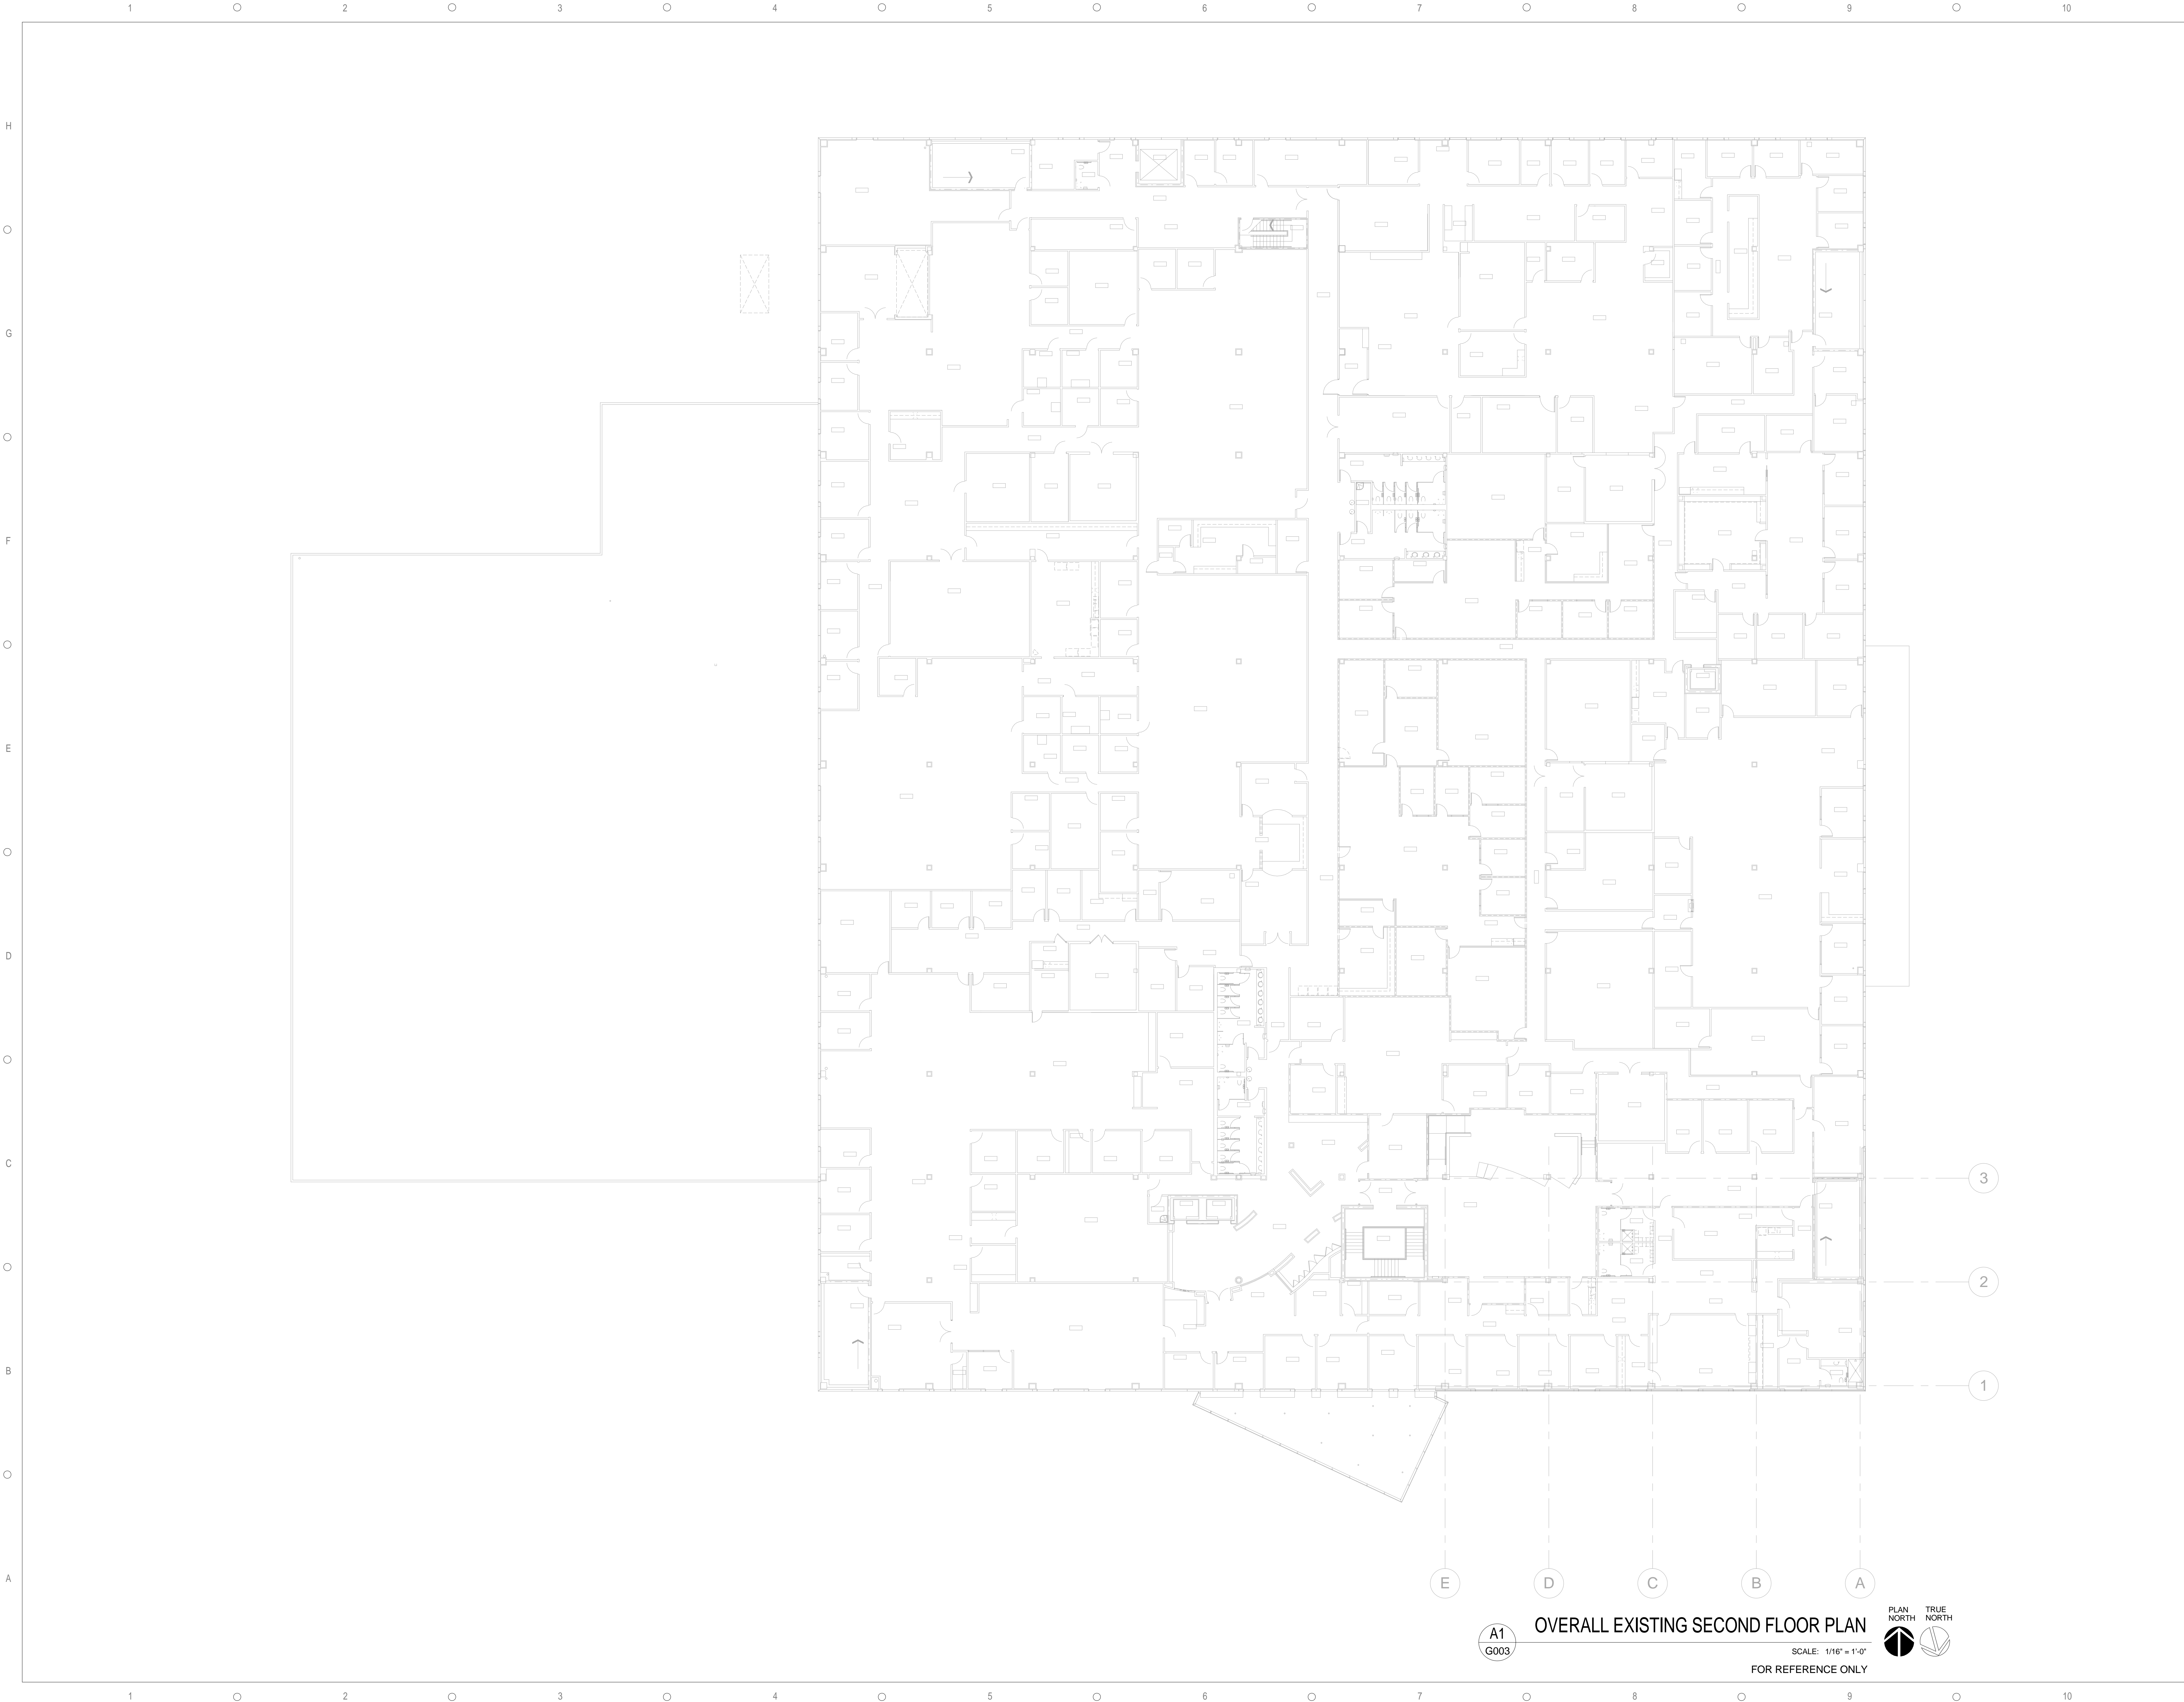 1 2 3 4 5 6 7 8 9 10
H
G
F
E
D
C
B
A
3
2
1
E D C B A
A1
G003
OVERALL EXISTING SECOND FLOOR PLAN
SCALE: 1/16" = 1'-0"
FOR REFERENCE ONLY
PLAN
NORTH
TRUE
NORTH
1 2 3 4 5 6 7 8 9 10